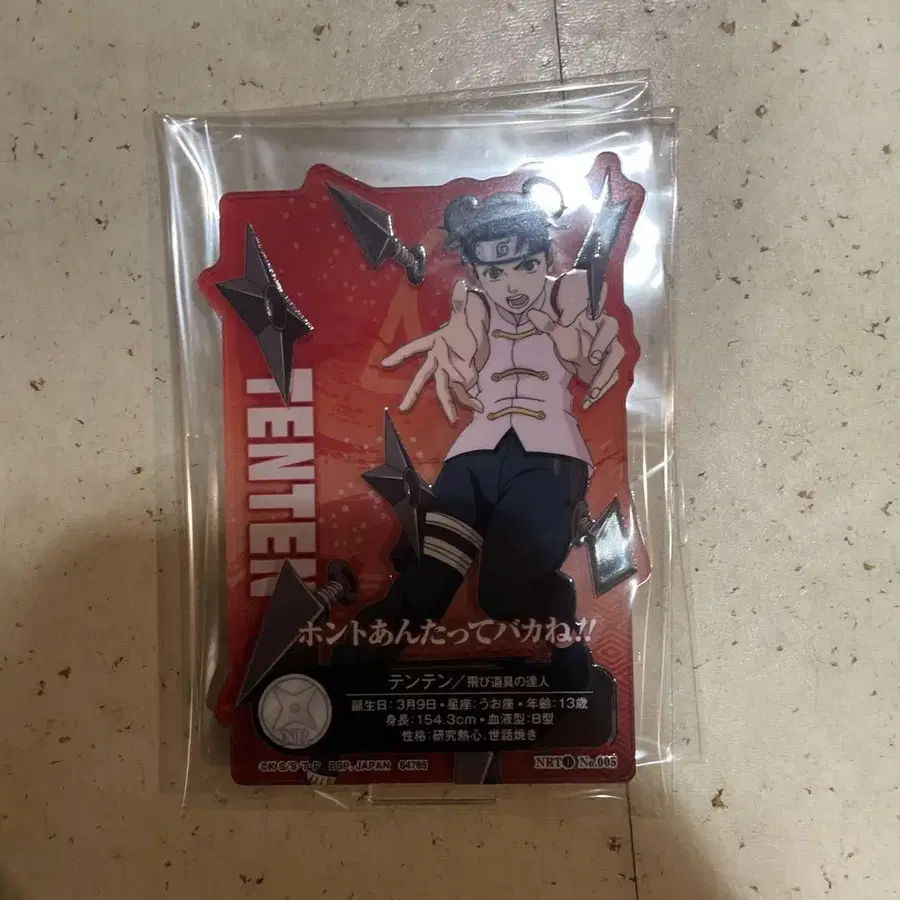 TENTEN
ホントあんたってバカね!!
テンテン/飛び道具の達人
誕生日:3月9日・星座:うお座・年齢:13歳
身長:154.3cm・血液型:B型
性格:研究熱心、世話焼き
©K S/S・T・P BSP, JAPAN 64785
NRT① No.005